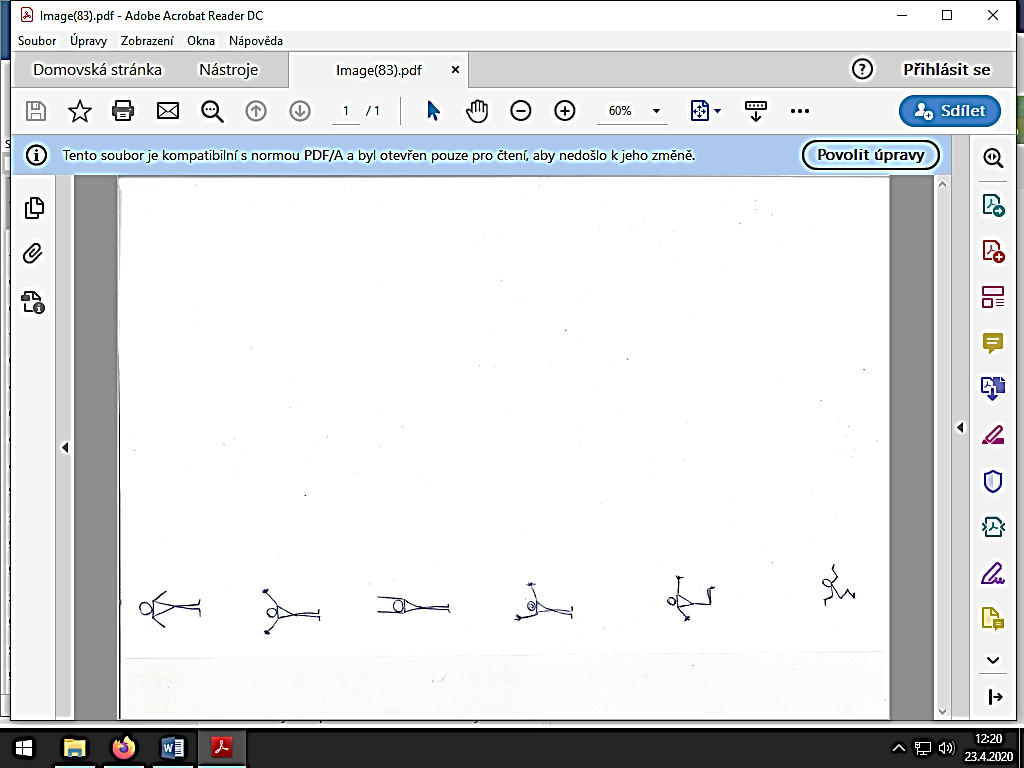 Image(83).pdf - Adobe Acrobat Reader DC
Soubor Úpravy Zobrazení Okna Nápověda
Domovská stránka Nástroje Image(83).pdf Přihlásit se
1 / 1 60% Sdílet
Tento soubor je kompatibilní s normou PDF/A a byl otevřen pouze pro čtení, aby nedošlo k jeho změně. Povolit úpravy
12:20
23.4.2020